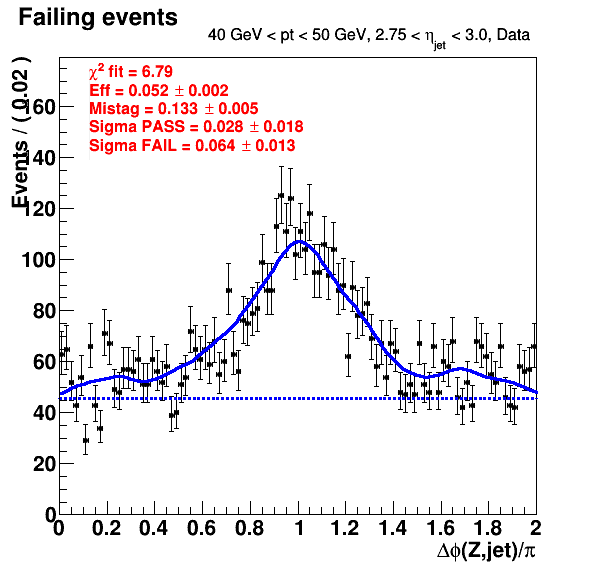 Failing events
40 GeV < pt < 50 GeV, 2.75 < η_jet < 3.0, Data
χ² fit = 6.79
Eff = 0.052 ± 0.002
Mistag = 0.133 ± 0.005
Sigma PASS = 0.028 ± 0.018
Sigma FAIL = 0.064 ± 0.013
Events / ( 0.02 )
160
140
120
100
80
60
40
20
0
0 0.2 0.4 0.6 0.8 1 1.2 1.4 1.6 1.8 2
Δϕ(Z,jet)/π